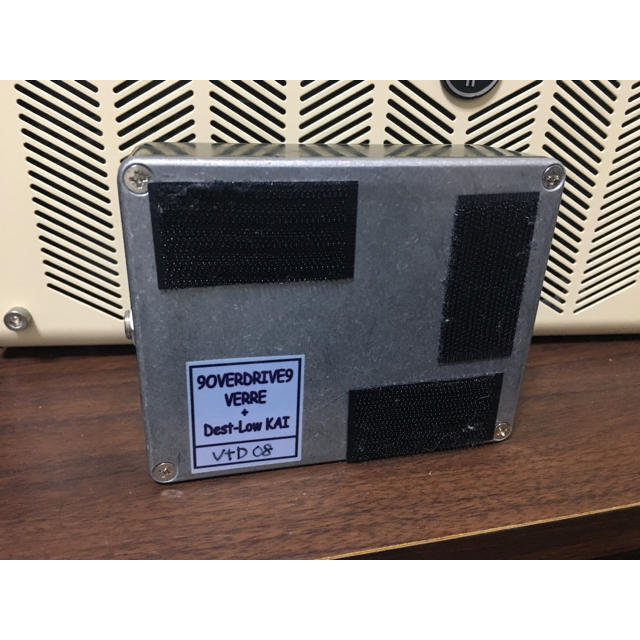 9OVERDRIVE9
VERRE
+
Dest-Low KAI
V+D 08